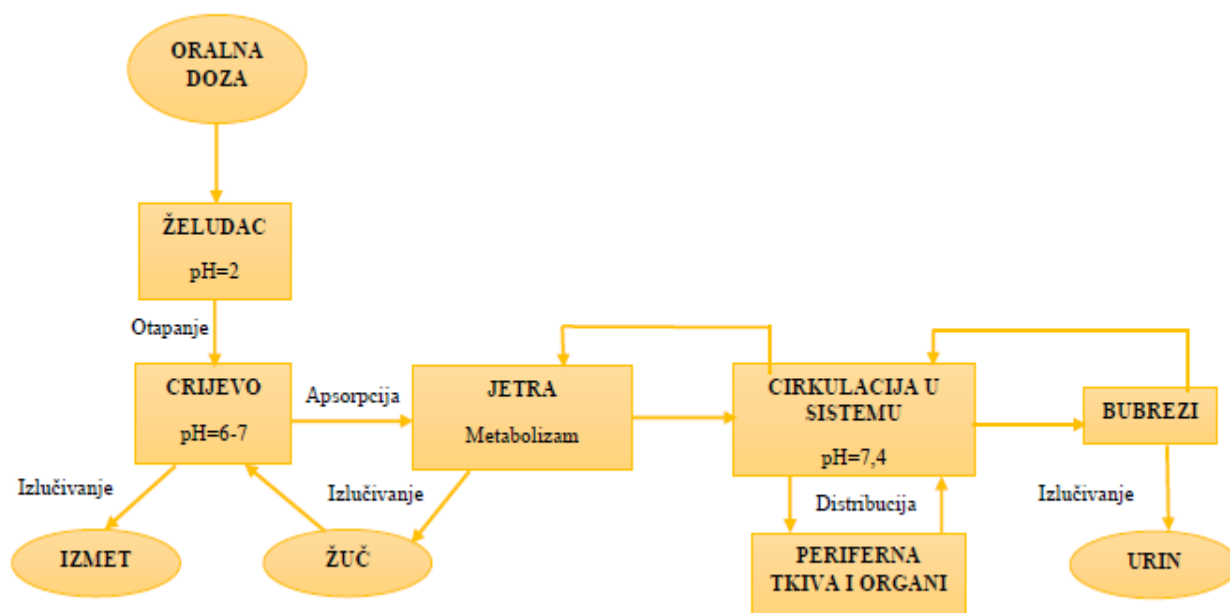 ORALNA
DOZA
ŽELUDAC
pH=2
Otapanje
CRIJEVO
pH=6-7
Apsorpcija
JETRA
Metabolizam
CIRKULACIJA U
SISTEMU
pH=7,4
BUBREZI
Izlučivanje
Izlučivanje
Distribucija
Izlučivanje
IZMET
ŽUČ
PERIFERNA
TKIVA I ORGANI
URIN